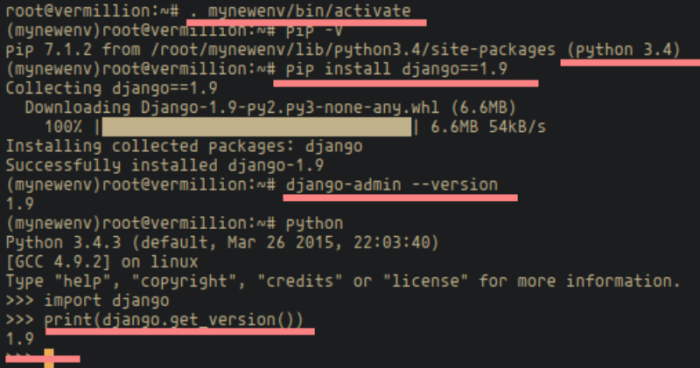 root@vermillion:~# . mynewenv/bin/activate
(mynewenv)root@vermillion:~# pip -V
pip 7.1.2 from /root/mynewenv/lib/python3.4/site-packages (python 3.4)
(mynewenv)root@vermillion:~# pip install django==1.9
Collecting django==1.9
  Downloading Django-1.9-py2.py3-none-any.whl (6.6MB)
    100% |████████████████████████████████| 6.6MB 54kB/s
Installing collected packages: django
Successfully installed django-1.9
(mynewenv)root@vermillion:~# django-admin --version
1.9
(mynewenv)root@vermillion:~# python
Python 3.4.3 (default, Mar 26 2015, 22:03:40)
[GCC 4.9.2] on linux
Type "help", "copyright", "credits" or "license" for more information.
>>> import django
>>> print(django.get_version())
1.9
>>>